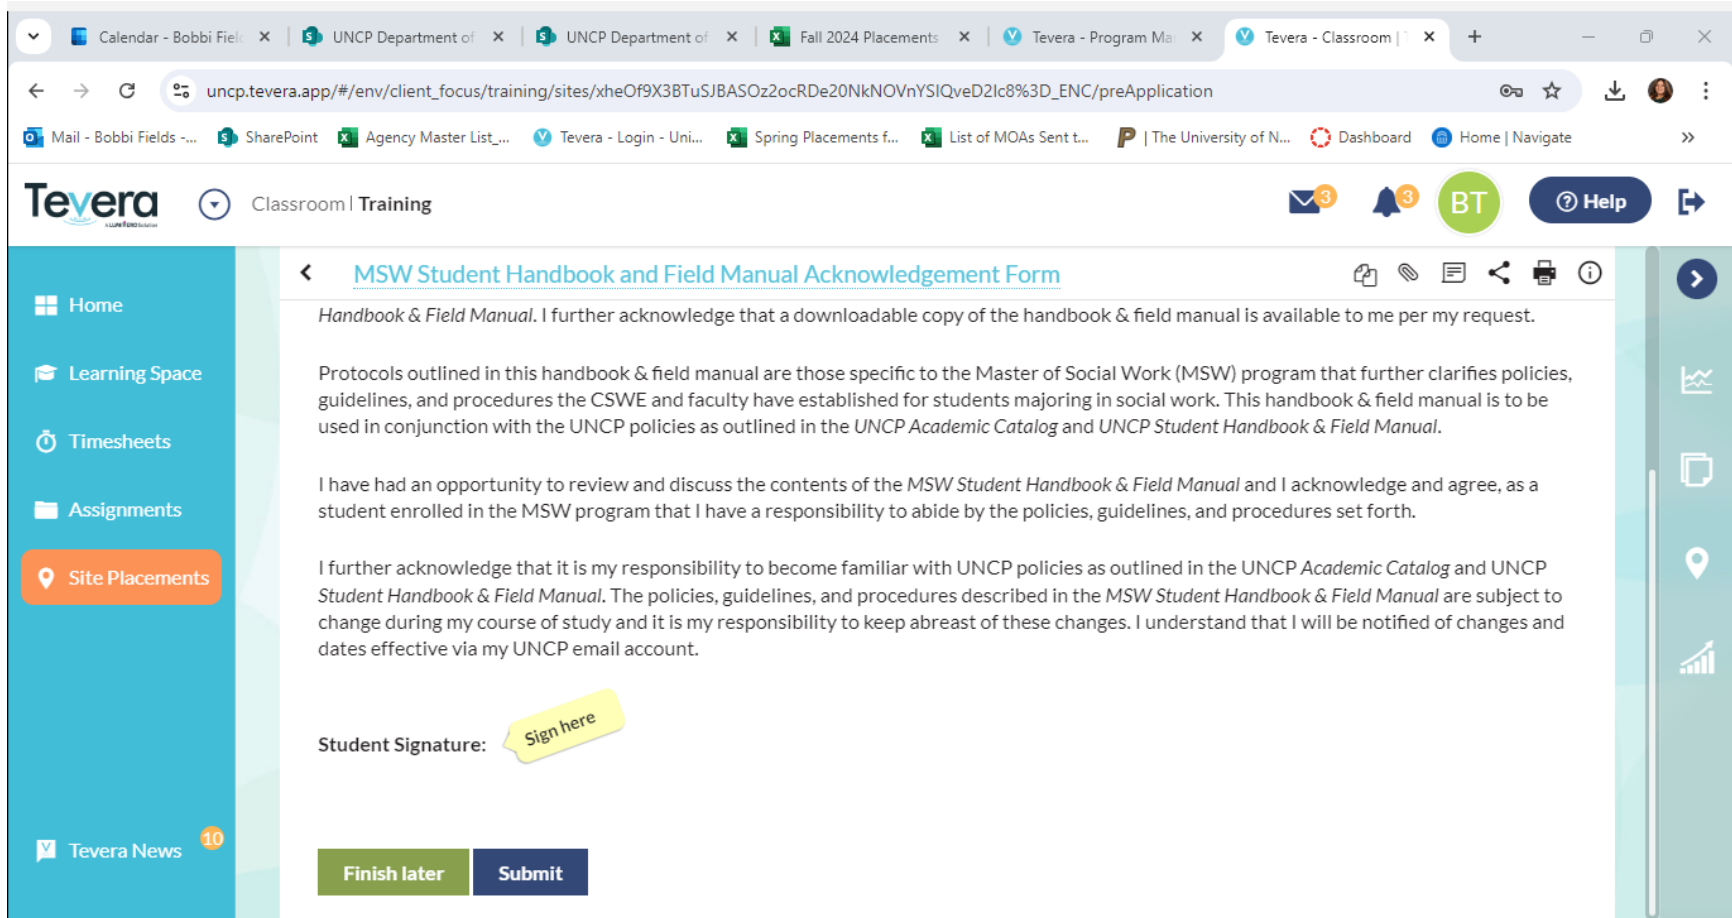 Calendar - Bobbi Fiel
UNCP Department of
UNCP Department of
Fall 2024 Placements
Tevera - Program Ma
Tevera - Classroom | T
uncp.tevera.app/#/env/client_focus/training/sites/xheOf9X3BTuSJBASOz2ocRDe20NkNOVnYSIQveD2Ic8%3D_ENC/preApplication
Mail - Bobbi Fields -...
SharePoint
Agency Master List_...
Tevera - Login - Uni...
Spring Placements f...
List of MOAs Sent t...
| The University of N...
Dashboard
Home | Navigate
Tevera
Classroom | Training
3
3
BT
Help
Home
Learning Space
Timesheets
Assignments
Site Placements
Tevera News
10
MSW Student Handbook and Field Manual Acknowledgement Form
Handbook & Field Manual. I further acknowledge that a downloadable copy of the handbook & field manual is available to me per my request.
Protocols outlined in this handbook & field manual are those specific to the Master of Social Work (MSW) program that further clarifies policies,
guidelines, and procedures the CSWE and faculty have established for students majoring in social work. This handbook & field manual is to be
used in conjunction with the UNCP policies as outlined in the UNCP Academic Catalog and UNCP Student Handbook & Field Manual.
I have had an opportunity to review and discuss the contents of the MSW Student Handbook & Field Manual and I acknowledge and agree, as a
student enrolled in the MSW program that I have a responsibility to abide by the policies, guidelines, and procedures set forth.
I further acknowledge that it is my responsibility to become familiar with UNCP policies as outlined in the UNCP Academic Catalog and UNCP
Student Handbook & Field Manual. The policies, guidelines, and procedures described in the MSW Student Handbook & Field Manual are subject to
change during my course of study and it is my responsibility to keep abreast of these changes. I understand that I will be notified of changes and
dates effective via my UNCP email account.
Student Signature:
Sign here
Finish later
Submit